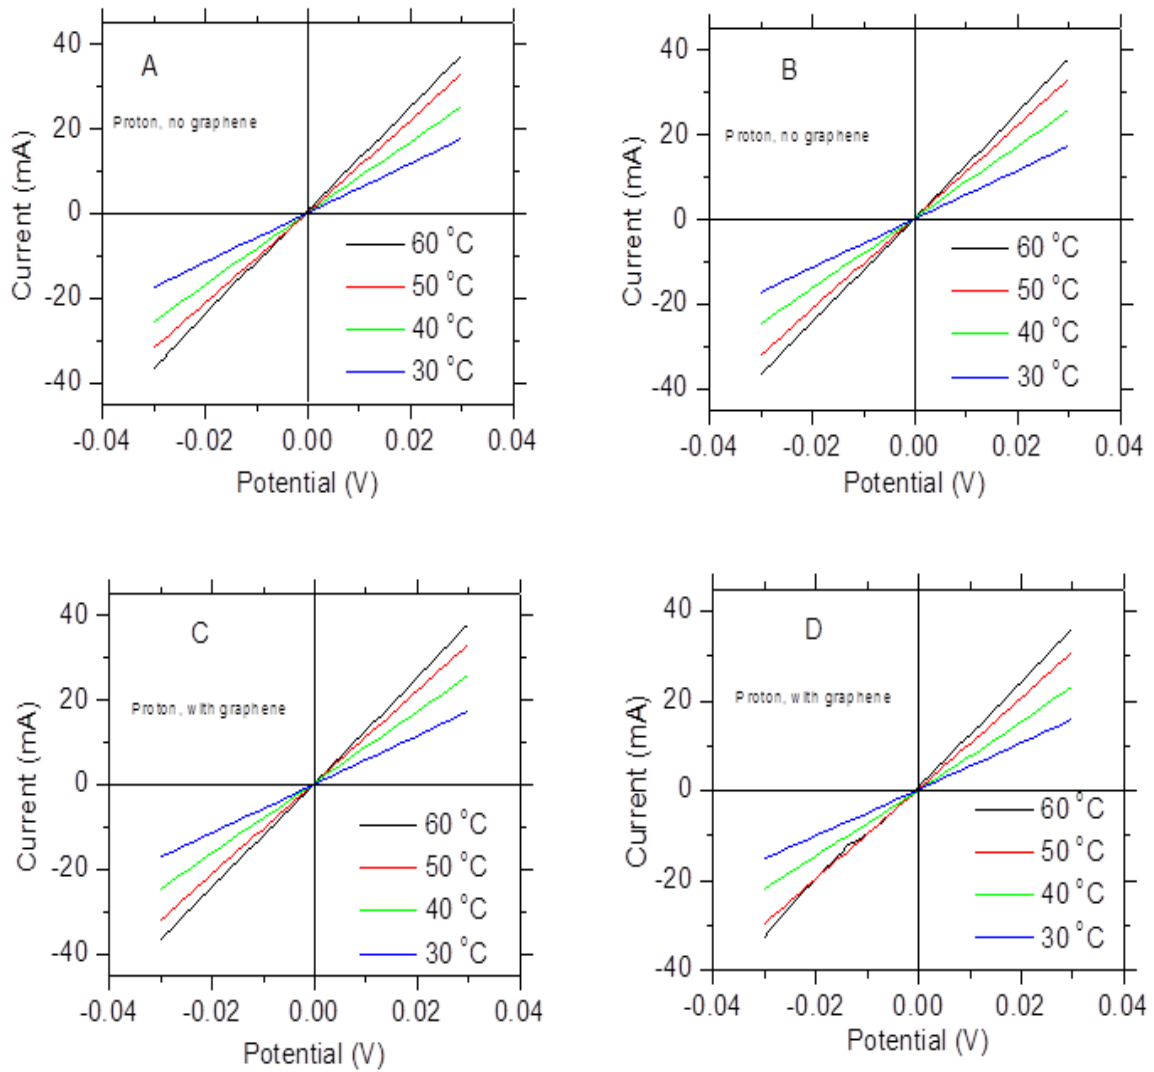 A
Proton, no graphene
Current (mA)
40
20
0
-20
-40
60 °C
50 °C
40 °C
30 °C
-0.04 -0.02 0.00 0.02 0.04
Potential (V)
B
Proton, no graphene
Current (mA)
40
20
0
-20
-40
60 °C
50 °C
40 °C
30 °C
-0.04 -0.02 0.00 0.02 0.04
Potential (V)
C
Proton, with graphene
Current (mA)
40
20
0
-20
-40
60 °C
50 °C
40 °C
30 °C
-0.04 -0.02 0.00 0.02 0.04
Potential (V)
D
Proton, with graphene
Current (mA)
40
20
0
-20
-40
60 °C
50 °C
40 °C
30 °C
-0.04 -0.02 0.00 0.02 0.04
Potential (V)